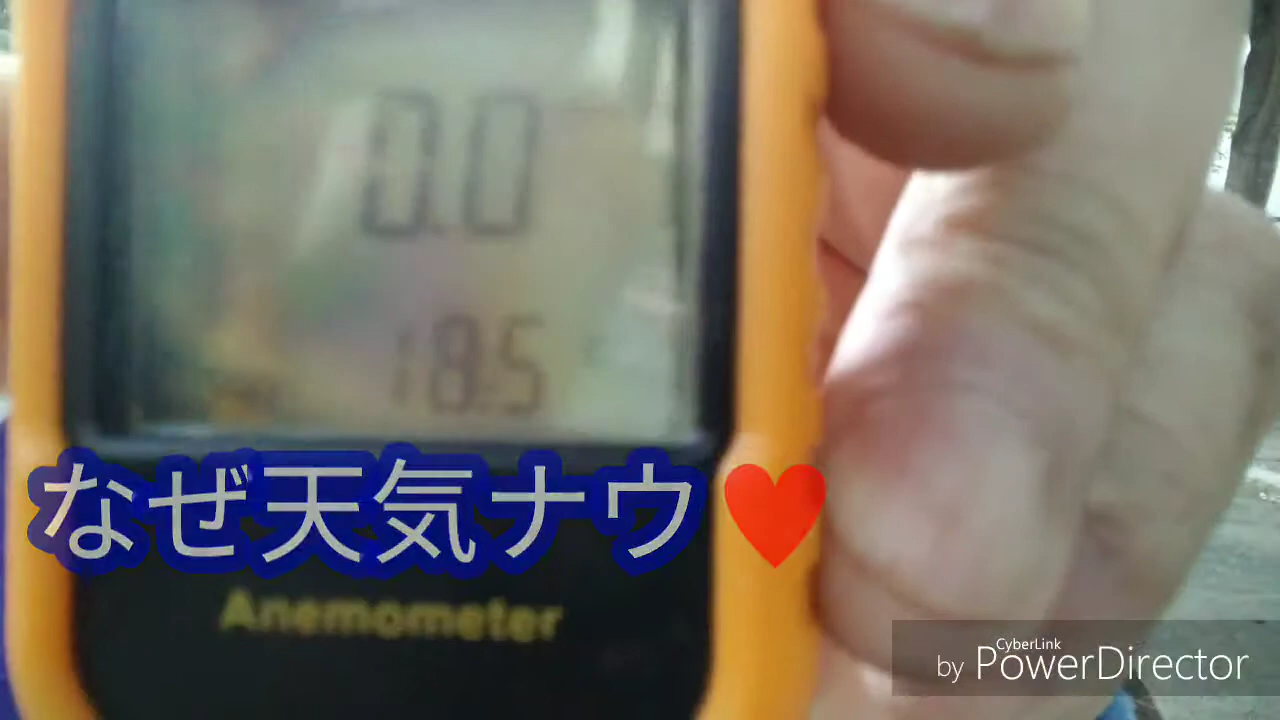 0.0
18.5
なぜ天気ナウ♥
Anemometer
by CyberLink PowerDirector